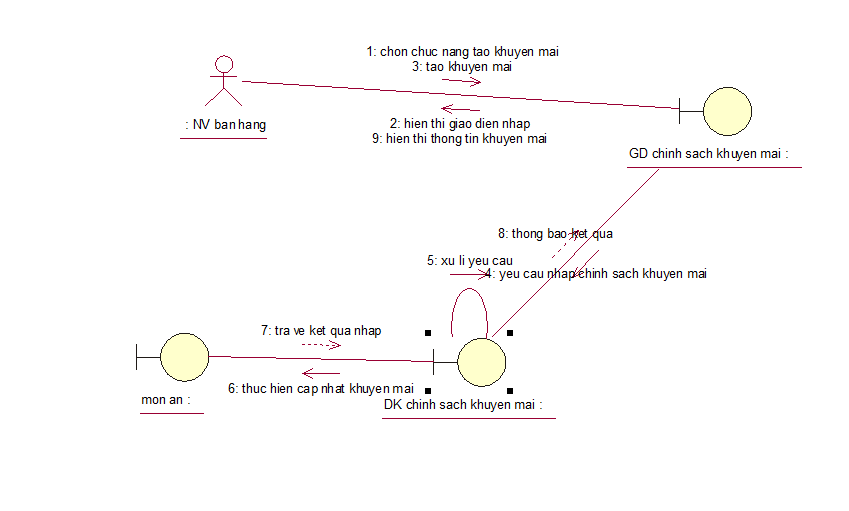 1: chon chuc nang tao khuyen mai
3: tao khuyen mai
: NV ban hang
2: hien thi giao dien nhap
9: hien thi thong tin khuyen mai
GD chinh sach khuyen mai :
8: thong bao ket qua
5: xu li yeu cau
4: yeu cau nhap chinh sach khuyen mai
7: tra ve ket qua nhap
6: thuc hien cap nhat khuyen mai
mon an :
DK chinh sach khuyen mai :